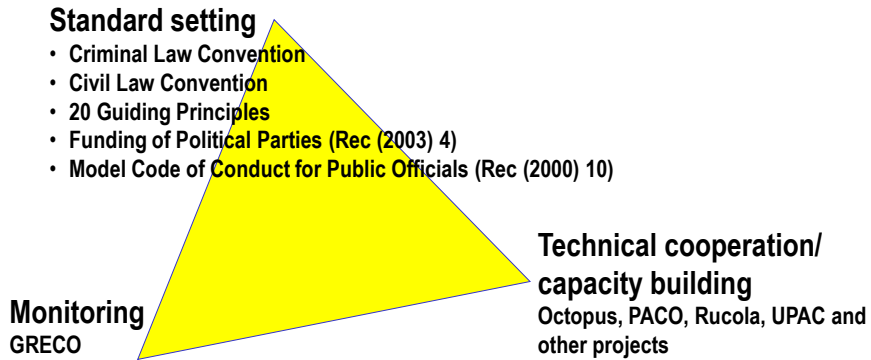 Standard setting
• Criminal Law Convention
• Civil Law Convention
• 20 Guiding Principles
• Funding of Political Parties (Rec (2003) 4)
• Model Code of Conduct for Public Officials (Rec (2000) 10)
Technical cooperation/
capacity building
Octopus, PACO, Rucola, UPAC and
other projects
Monitoring
GRECO